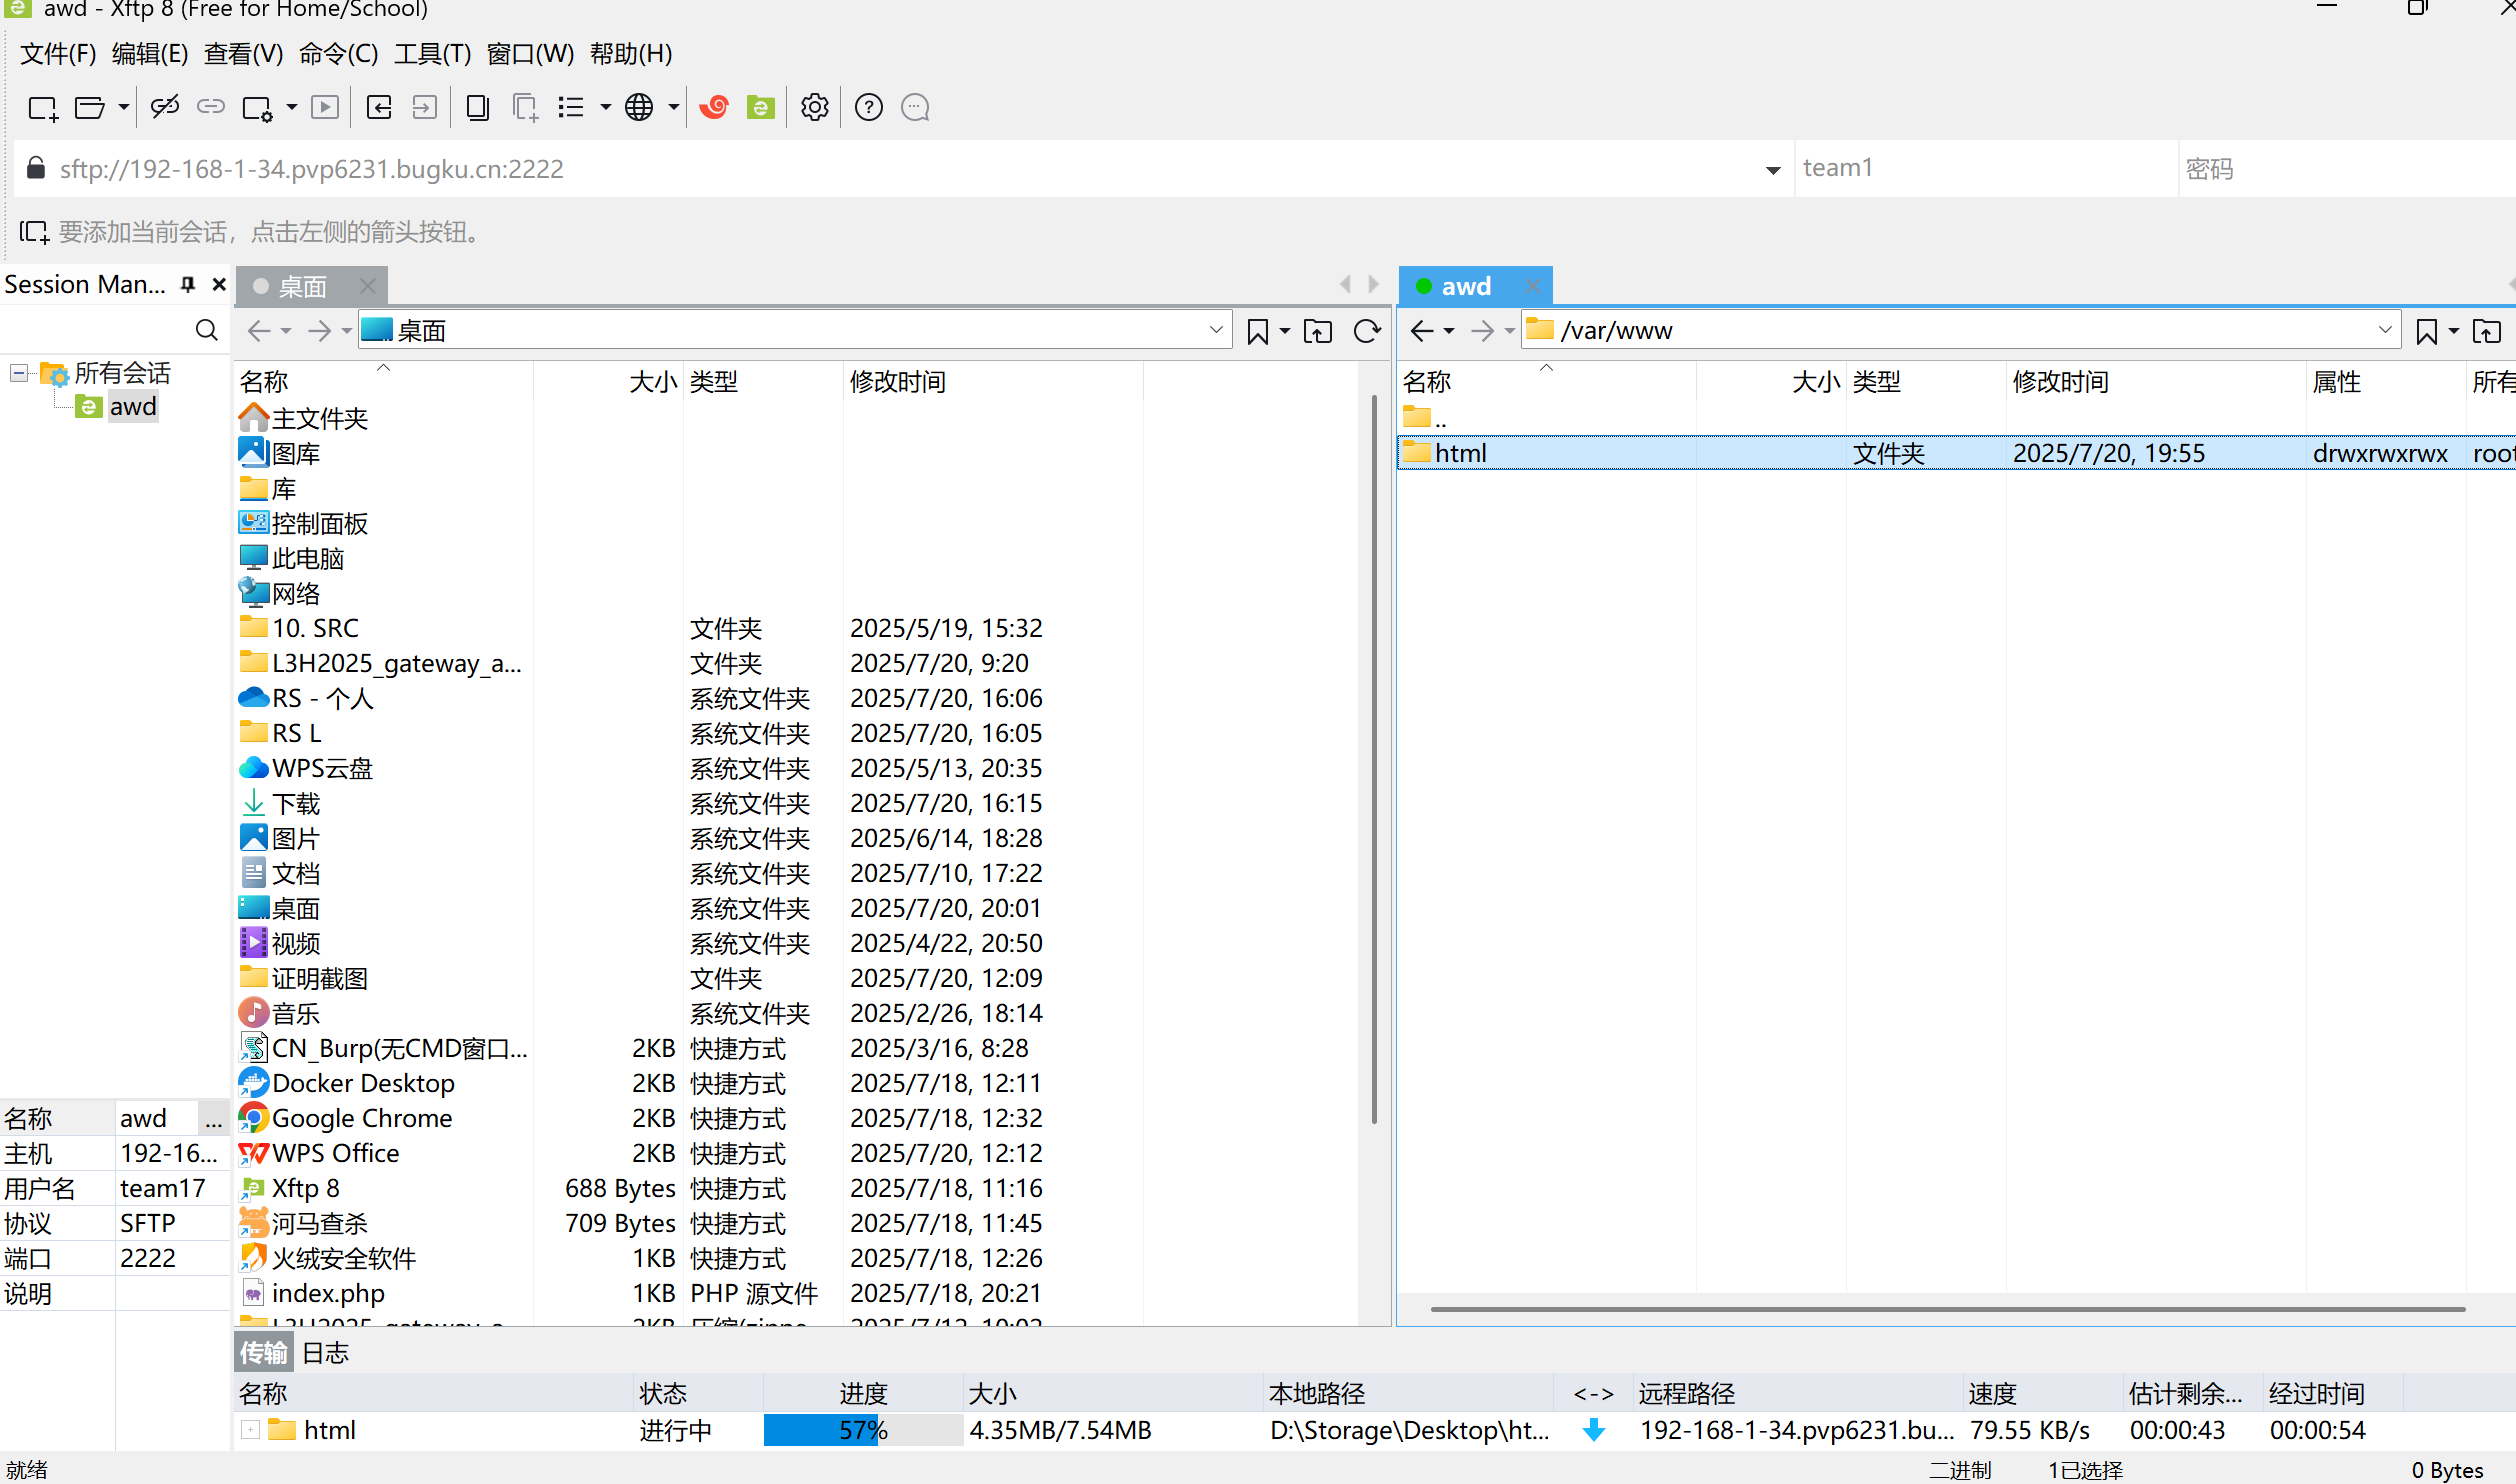 awd - Xftp 8 (Free for Home/School)
文件(F) 编辑(E) 查看(V) 命令(C) 工具(T) 窗口(W) 帮助(H)
sftp://192-168-1-34.pvp6231.bugku.cn:2222 team1 密码
要添加当前会话，点击左侧的箭头按钮。
Session Man...
所有会话
awd
名称 awd ...
主机 192-16...
用户名 team17
协议 SFTP
端口 2222
说明
桌面
桌面
名称 大小 类型 修改时间
主文件夹
图库
库
控制面板
此电脑
网络
10. SRC 文件夹 2025/5/19, 15:32
L3H2025_gateway_a... 文件夹 2025/7/20, 9:20
RS - 个人 系统文件夹 2025/7/20, 16:06
RS L 系统文件夹 2025/7/20, 16:05
WPS云盘 系统文件夹 2025/5/13, 20:35
下载 系统文件夹 2025/7/20, 16:15
图片 系统文件夹 2025/6/14, 18:28
文档 系统文件夹 2025/7/10, 17:22
桌面 系统文件夹 2025/7/20, 20:01
视频 系统文件夹 2025/4/22, 20:50
证明截图 文件夹 2025/7/20, 12:09
音乐 系统文件夹 2025/2/26, 18:14
CN_Burp(无CMD窗口... 2KB 快捷方式 2025/3/16, 8:28
Docker Desktop 2KB 快捷方式 2025/7/18, 12:11
Google Chrome 2KB 快捷方式 2025/7/18, 12:32
WPS Office 2KB 快捷方式 2025/7/20, 12:12
Xftp 8 688 Bytes 快捷方式 2025/7/18, 11:16
河马查杀 709 Bytes 快捷方式 2025/7/18, 11:45
火绒安全软件 1KB 快捷方式 2025/7/18, 12:26
index.php 1KB PHP 源文件 2025/7/18, 20:21
awd
/var/www
名称 大小 类型 修改时间 属性 所有
..
html 文件夹 2025/7/20, 19:55 drwxrwxrwx root
传输 日志
名称 状态 进度 大小 本地路径 <-> 远程路径 速度 估计剩余... 经过时间
html 进行中 57% 4.35MB/7.54MB D:\Storage\Desktop\ht... 192-168-1-34.pvp6231.bu... 79.55 KB/s 00:00:43 00:00:54
就绪 二进制 1已选择 0 Bytes